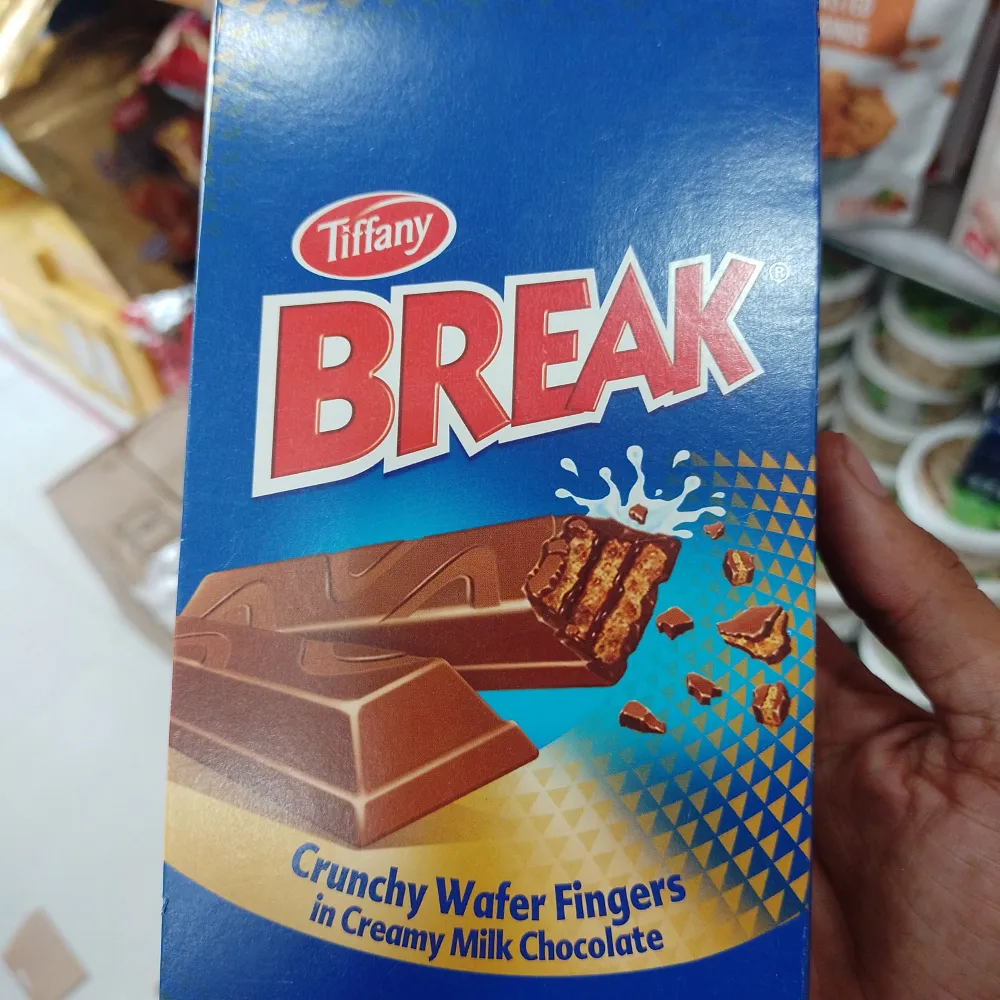 Tiffany
BREAK®
Crunchy Wafer Fingers
in Creamy Milk Chocolate